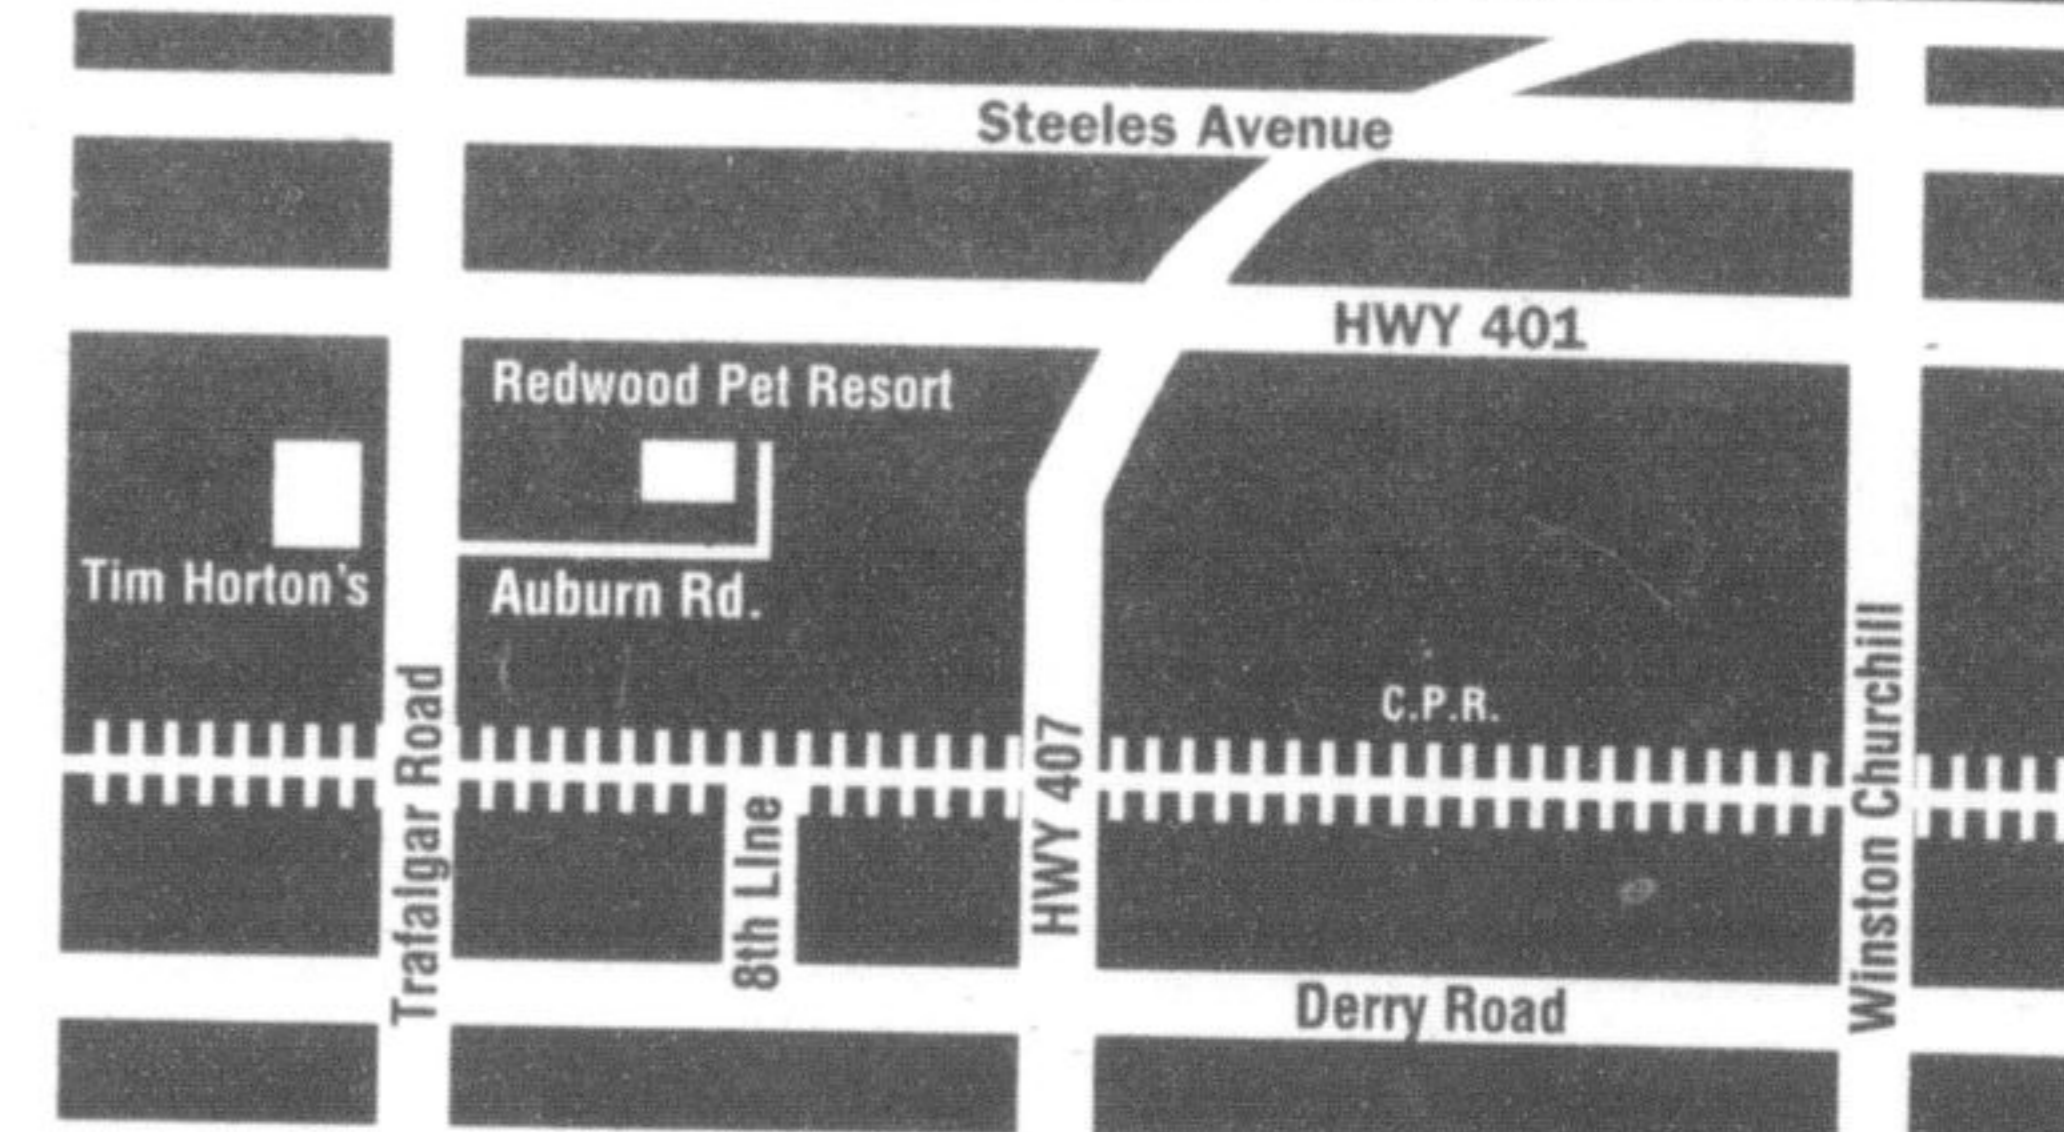 Steeles Avenue
HWY 401
Redwood Pet Resort
Tim Horton's
Auburn Rd.
C.P.R.
Trafalgar Road
8th LIne
HWY 407
Winston Churchill
Derry Road